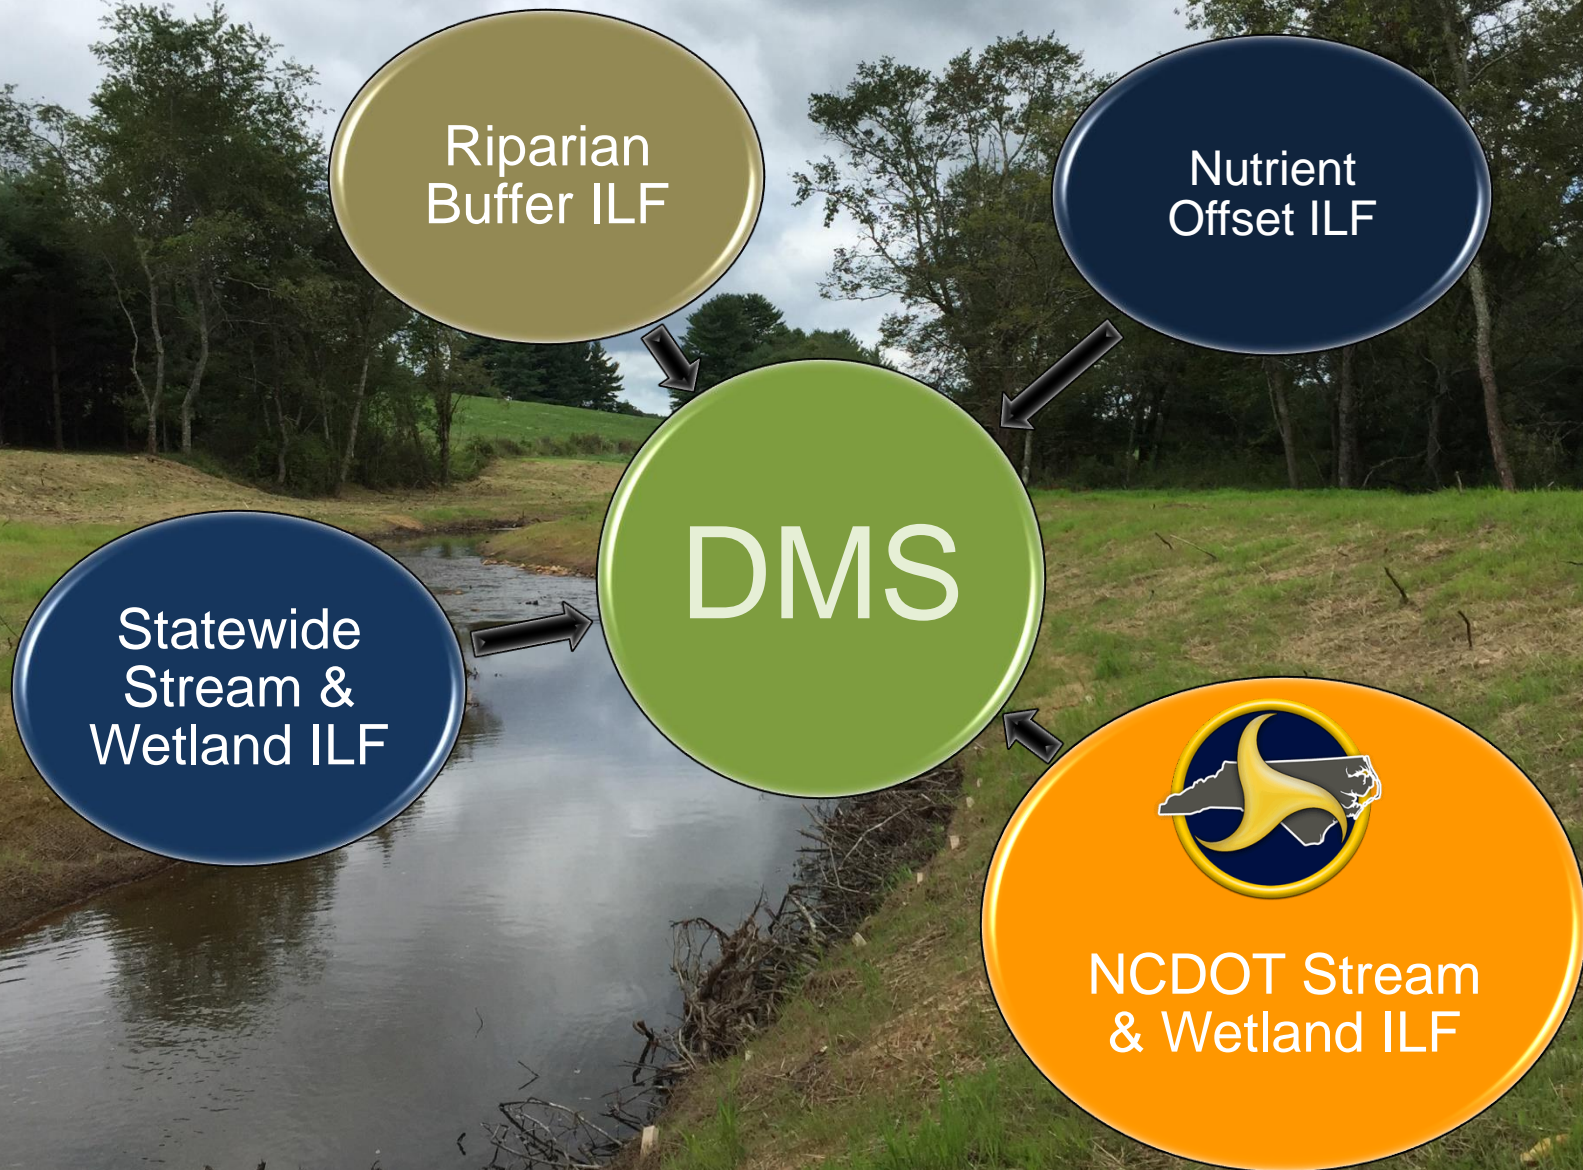 Riparian
Buffer ILF
Nutrient
Offset ILF
DMS
Statewide
Stream &
Wetland ILF
NCDOT Stream
& Wetland ILF